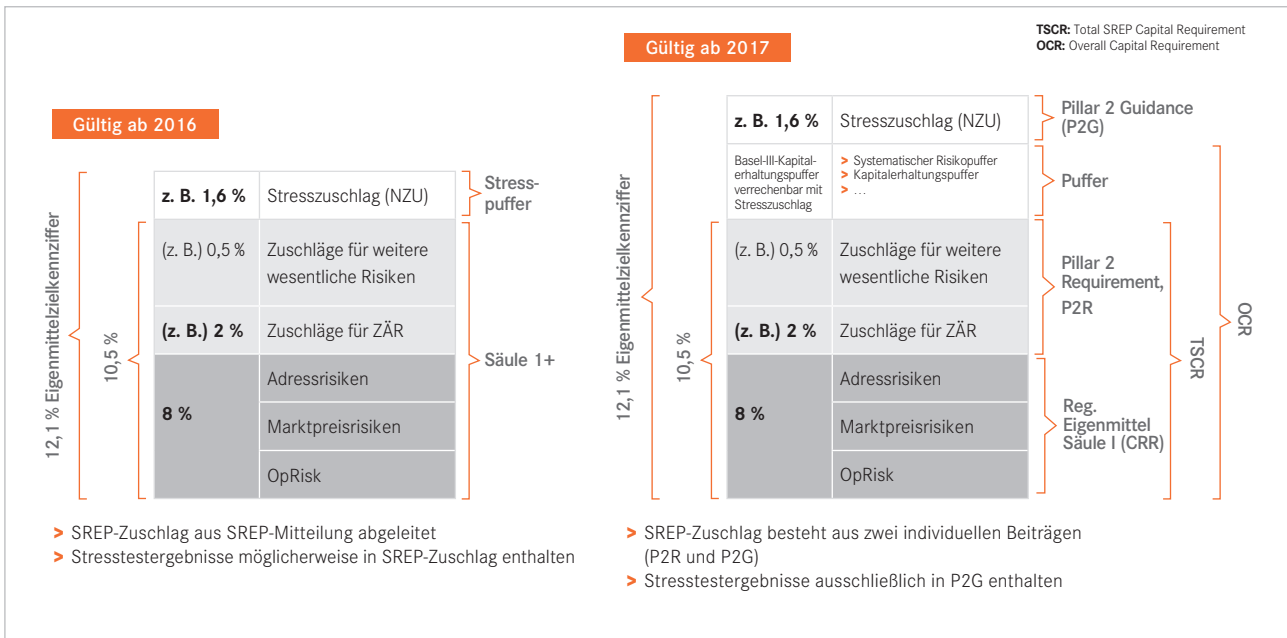 TSCR: Total SREP Capital Requirement
OCR: Overall Capital Requirement
Gültig ab 2016
12,1 % Eigenmittelzielkennziffer
10,5 %
z. B. 1,6 %
Stresszuschlag (NZU)
Stress-
puffer
(z. B.) 0,5 %
Zuschläge für weitere
wesentliche Risiken
(z. B.) 2 %
Zuschläge für ZÄR
Säule 1+
8 %
Adressrisiken
Marktpreisrisiken
OpRisk
> SREP-Zuschlag aus SREP-Mitteilung abgeleitet
> Stresstestergebnisse möglicherweise in SREP-Zuschlag enthalten
Gültig ab 2017
12,1 % Eigenmittelzielkennziffer
10,5 %
z. B. 1,6 %
Stresszuschlag (NZU)
Pillar 2 Guidance
(P2G)
Basel-III-Kapital-
erhaltungspuffer
verrechenbar mit
Stresszuschlag
> Systematischer Risikopuffer
> Kapitalerhaltungspuffer
> …
Puffer
(z. B.) 0,5 %
Zuschläge für weitere
wesentliche Risiken
(z. B.) 2 %
Zuschläge für ZÄR
Pillar 2
Requirement,
P2R
8 %
Adressrisiken
Marktpreisrisiken
OpRisk
Reg.
Eigenmittel
Säule I (CRR)
TSCR
OCR
> SREP-Zuschlag besteht aus zwei individuellen Beiträgen
(P2R und P2G)
> Stresstestergebnisse ausschließlich in P2G enthalten